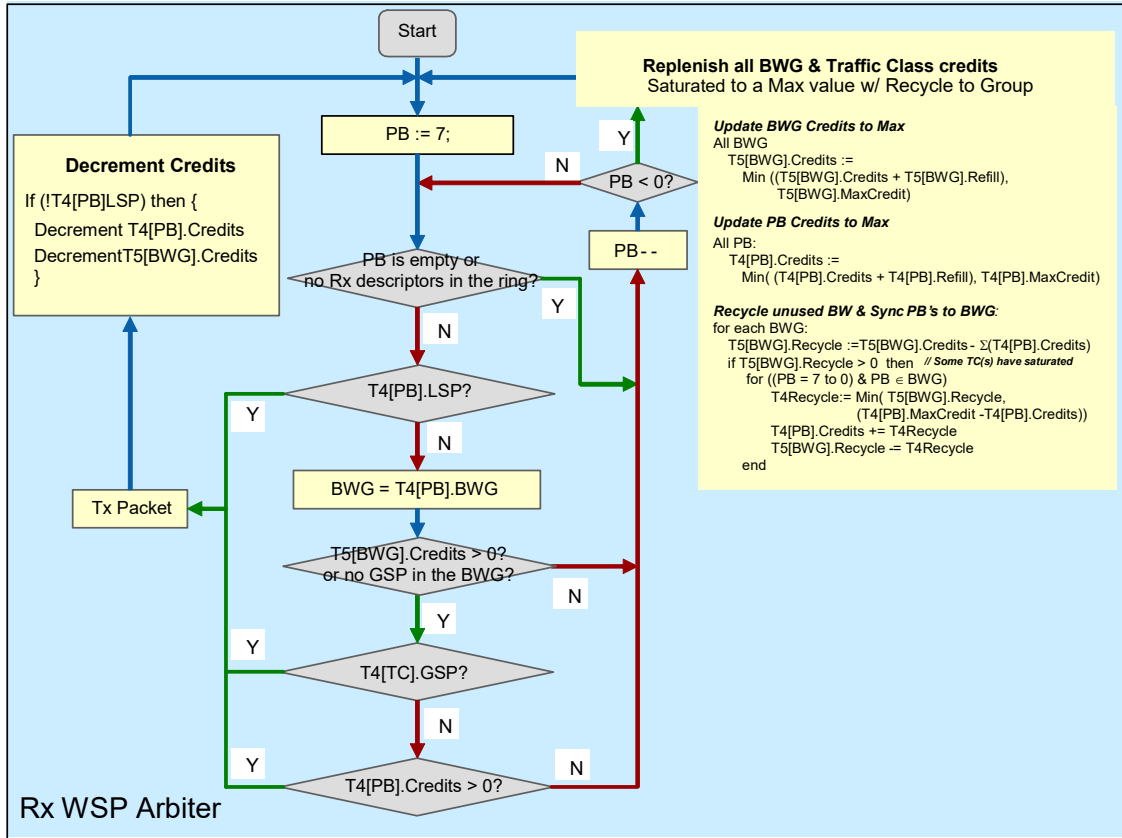 Start
Replenish all BWG & Traffic Class credits
Saturated to a Max value w/ Recycle to Group
PB := 7;
Decrement Credits
If (!T4[PB]LSP) then {
Decrement T4[PB].Credits
DecrementT5[BWG].Credits
}
Y
N
PB < 0?
PB- -
Update BWG Credits to Max
All BWG
T5[BWG].Credits :=
Min ((T5[BWG].Credits + T5[BWG].Refill),
T5[BWG].MaxCredit)
Update PB Credits to Max
All PB:
T4[PB].Credits :=
Min( (T4[PB].Credits + T4[PB].Refill), T4[PB].MaxCredit)
Recycle unused BW & Sync PB's to BWG:
for each BWG:
T5[BWG].Recycle :=T5[BWG].Credits - Σ(T4[PB].Credits)
if T5[BWG].Recycle > 0 then // Some TC(s) have saturated
for ((PB = 7 to 0) & PB ∈ BWG)
T4Recycle:= Min( T5[BWG].Recycle,
(T4[PB].MaxCredit -T4[PB].Credits))
T4[PB].Credits += T4Recycle
T5[BWG].Recycle -= T4Recycle
end
PB is empty or
no Rx descriptors in the ring?
Y
N
T4[PB].LSP?
Y
N
BWG = T4[PB].BWG
Tx Packet
T5[BWG].Credits > 0?
or no GSP in the BWG?
N
Y
T4[TC].GSP?
Y
N
T4[PB].Credits > 0?
Y
N
Rx WSP Arbiter